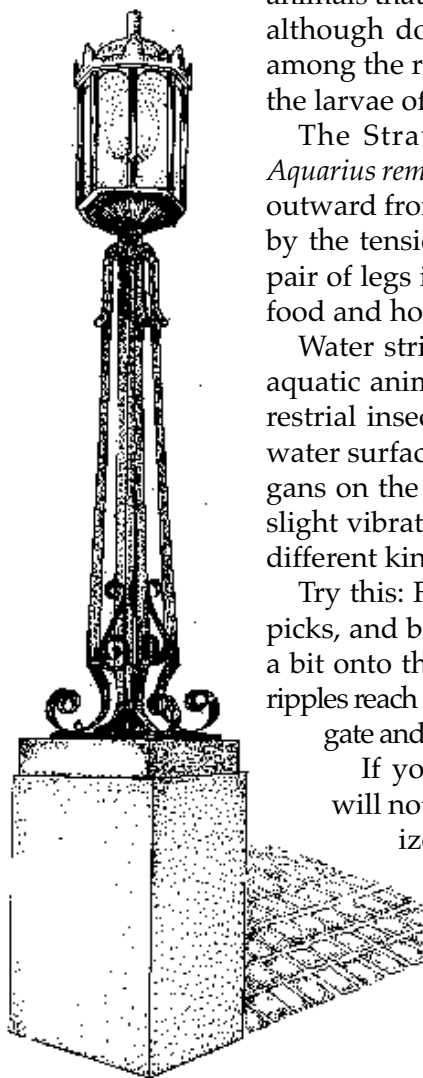 animals that
although do
among the r
the larvae of
The Stra
Aquarius rem
outward fro
by the tensi
pair of legs i
food and ho
Water stri
aquatic anim
restrial insec
water surfac
gans on the
slight vibrat
different kin
Try this: F
picks, and b
a bit onto th
ripples reach
gate and
If yo
will no
ize